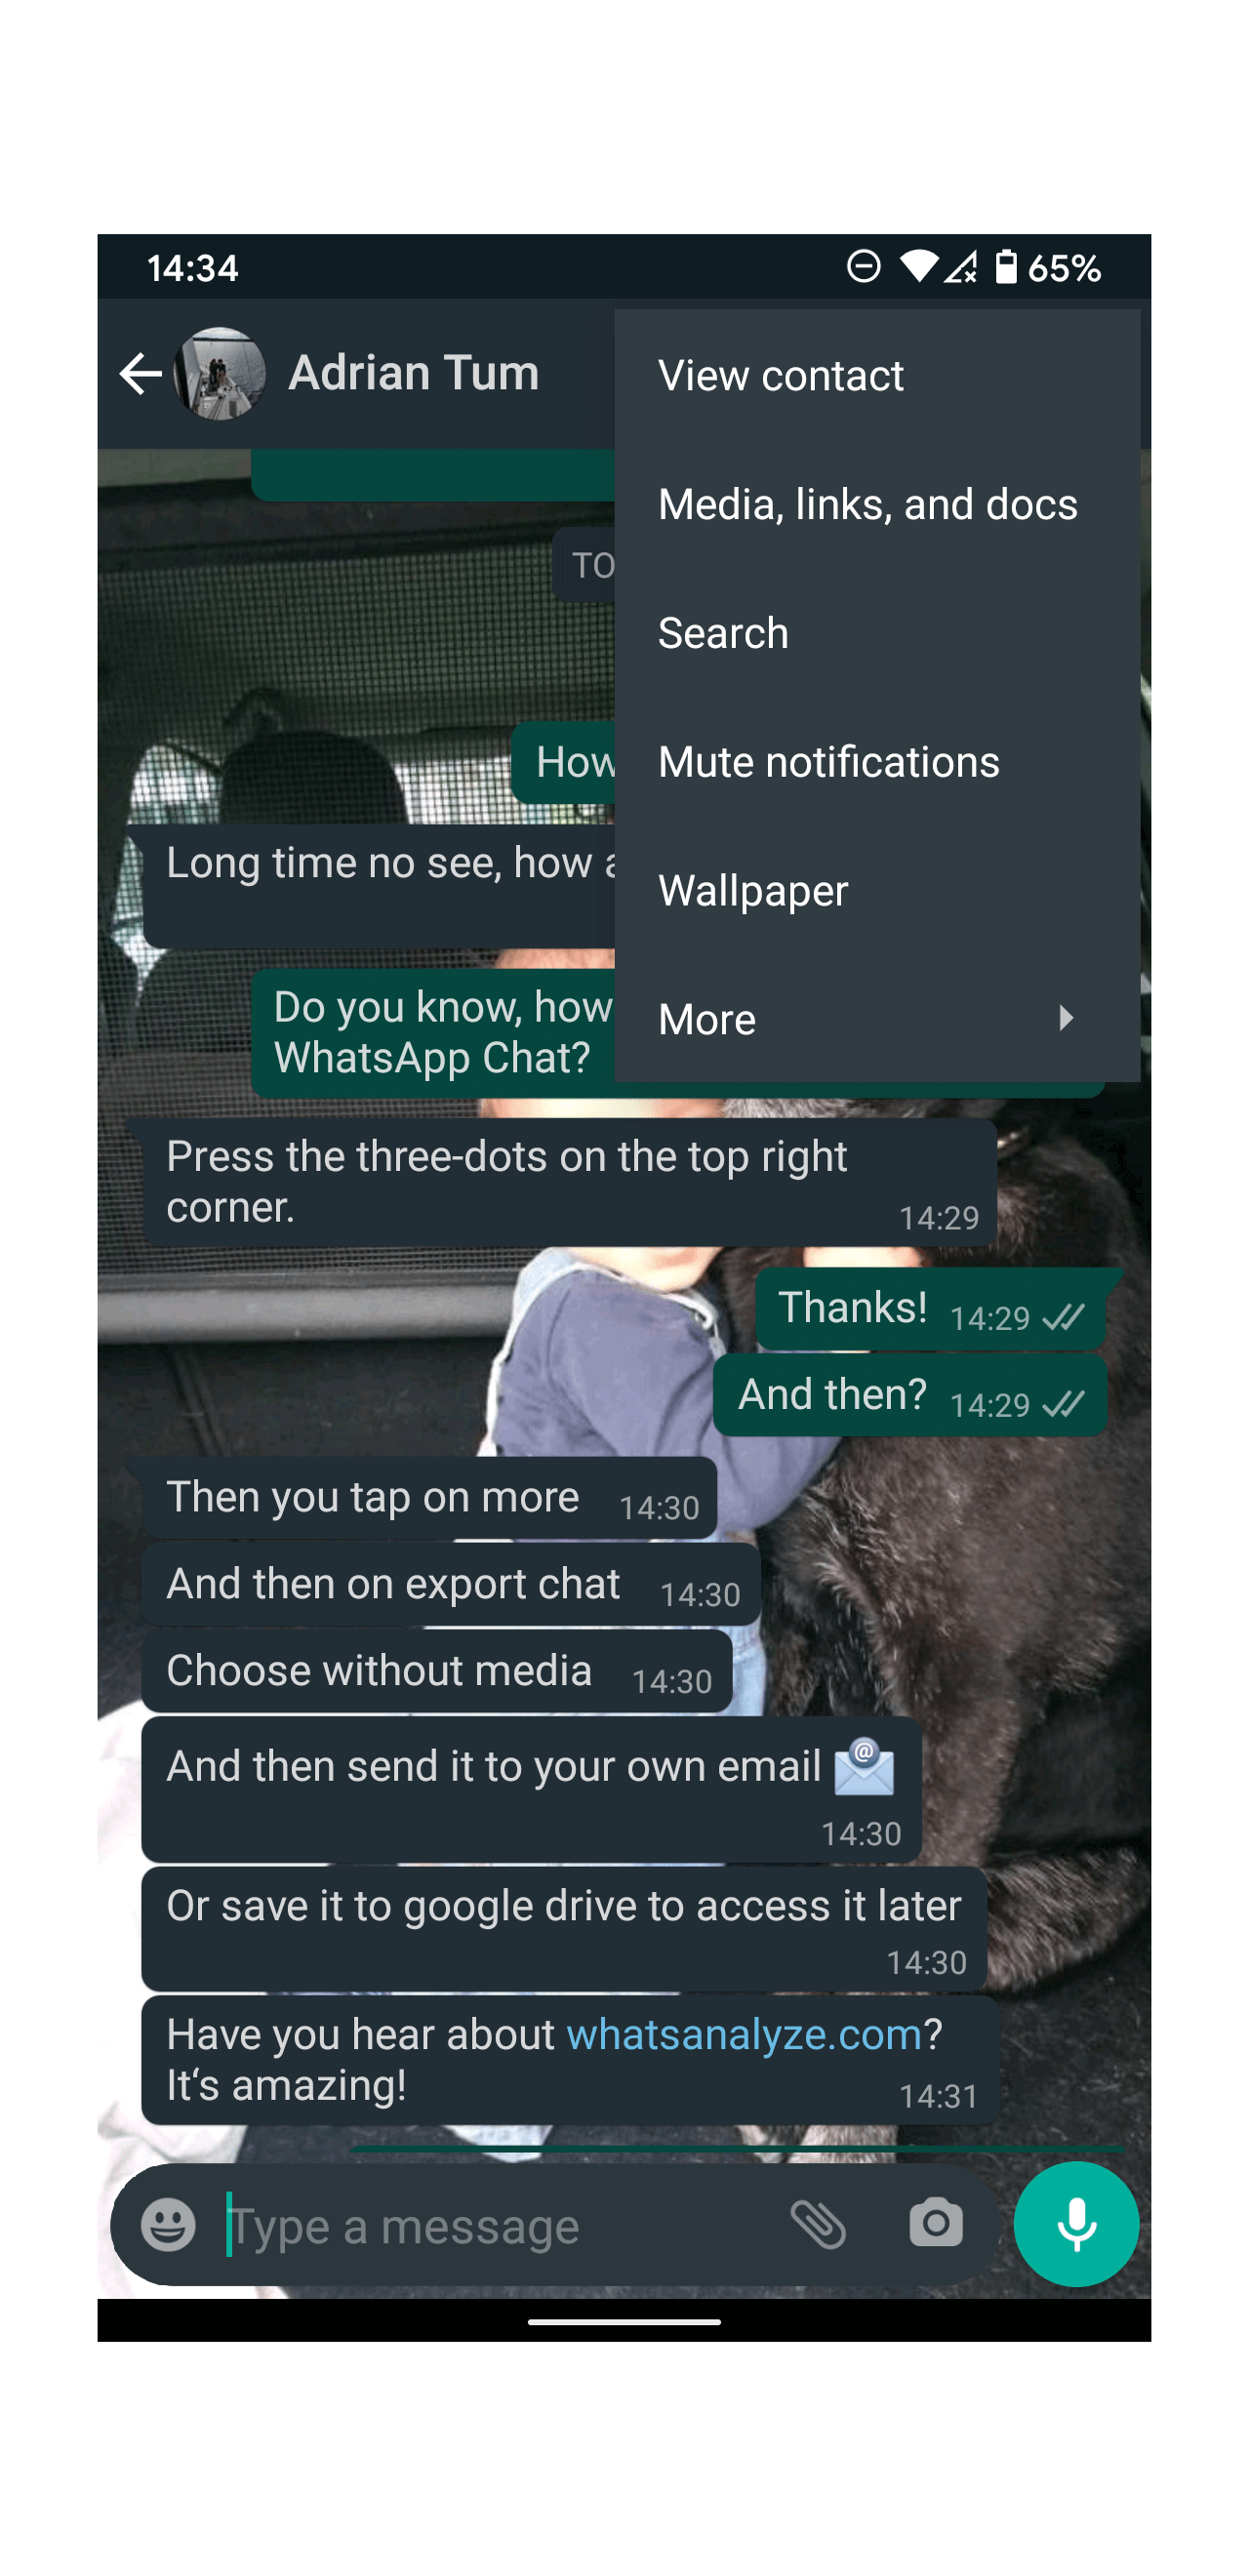 14:34
65%
Adrian Tum
View contact
Media, links, and docs
Search
Mute notifications
Wallpaper
More
TO
How
Long time no see, how
Do you know, how
WhatsApp Chat?
Press the three-dots on the top right
corner.
14:29
Thanks! 14:29
And then? 14:29
Then you tap on more 14:30
And then on export chat 14:30
Choose without media 14:30
And then send it to your own email
14:30
Or save it to google drive to access it later
14:30
Have you hear about whatsanalyze.com?
It‘s amazing! 14:31
Type a message